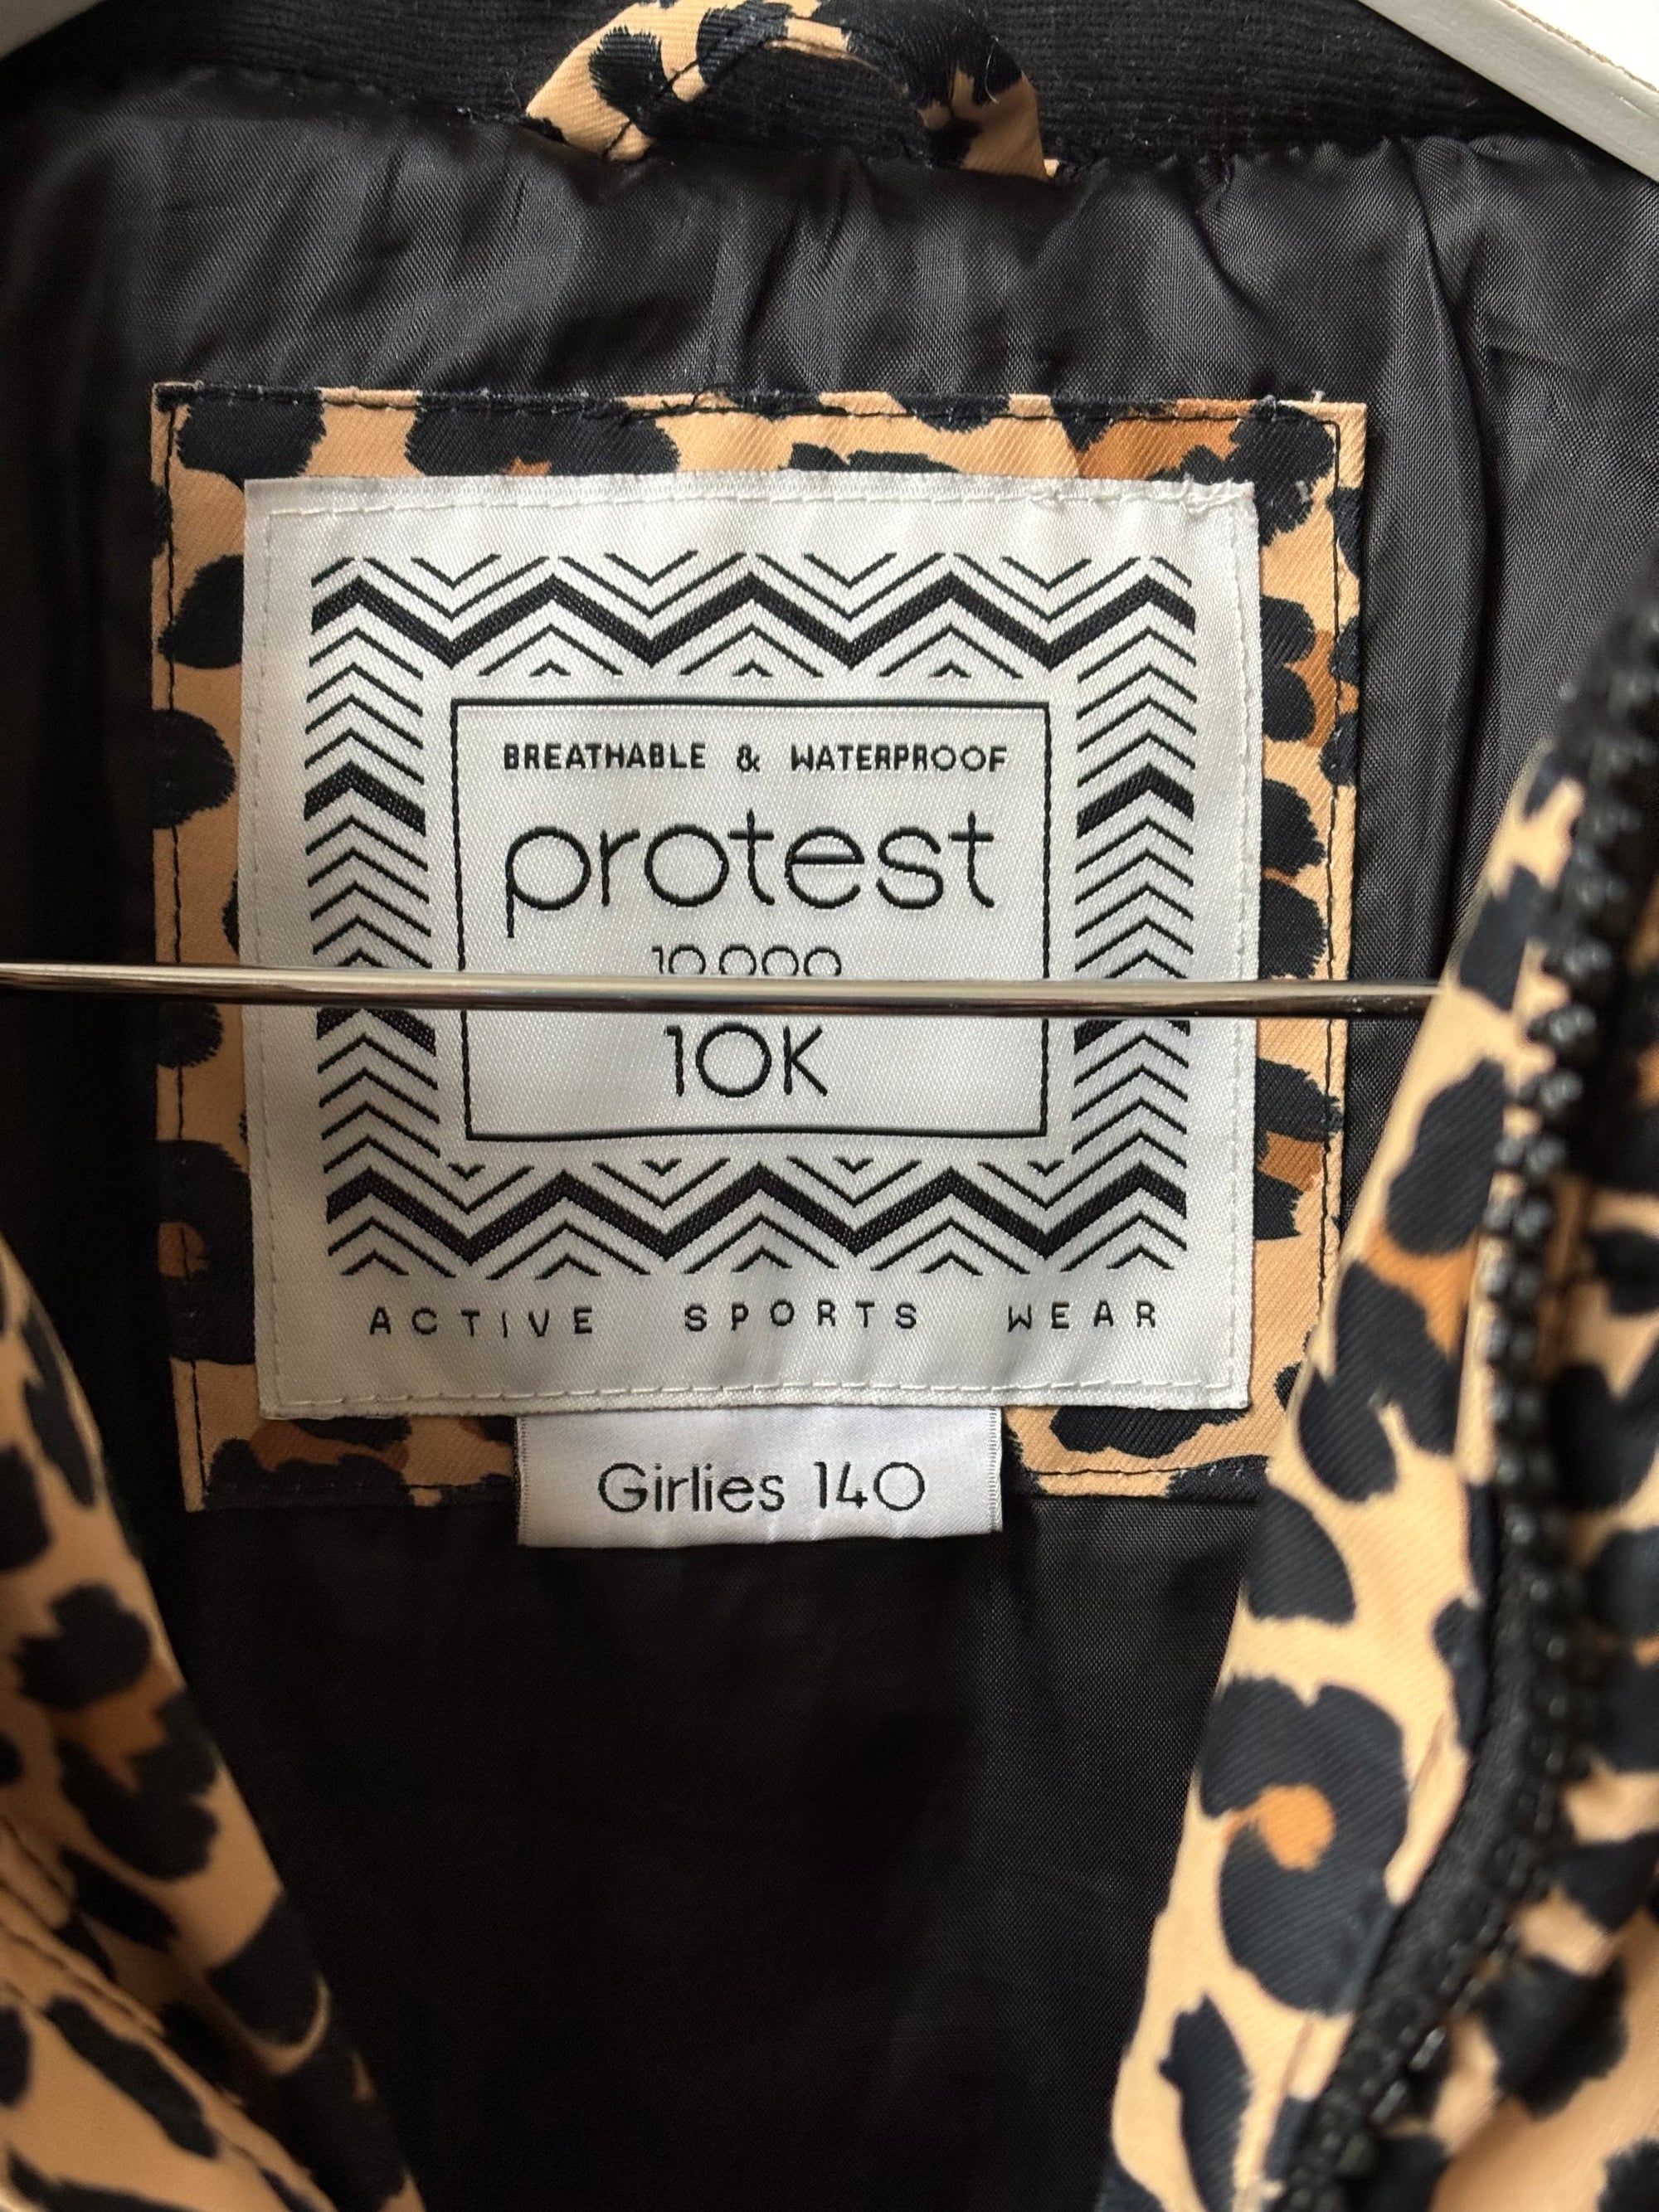 BREATHABLE & WATERPROOF
protest
10.000
10K
ACTIVE SPORTS WEAR
Girlies 140